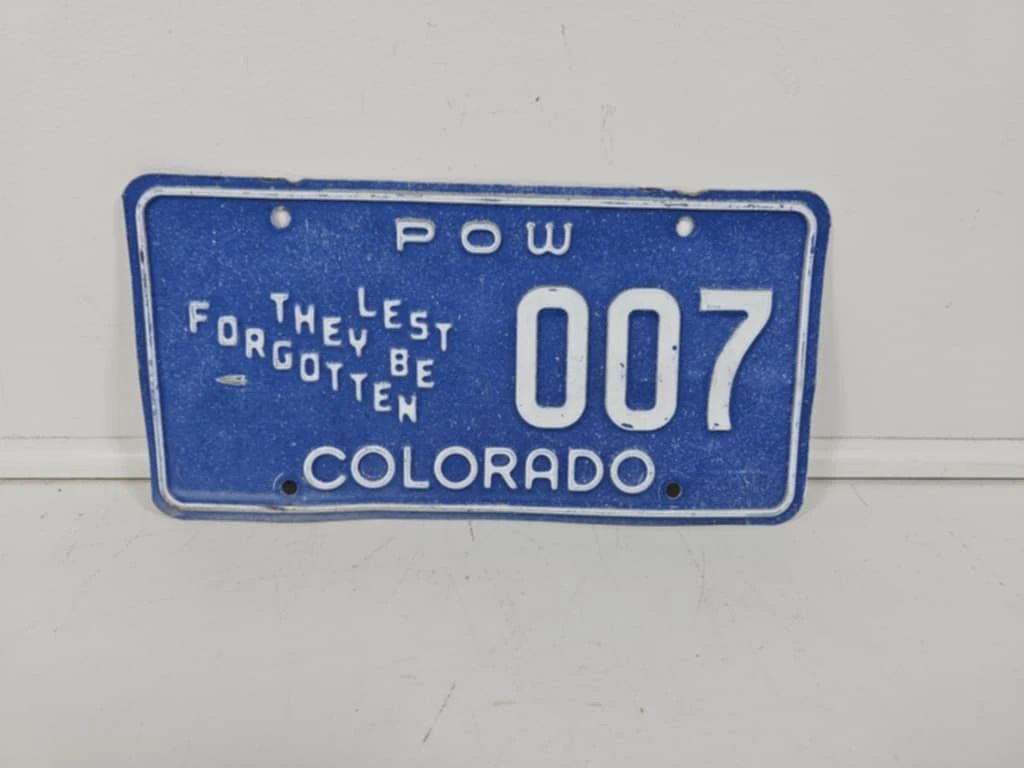 POW
LEST
THEY BE
FORGOTTEN
007
COLORADO